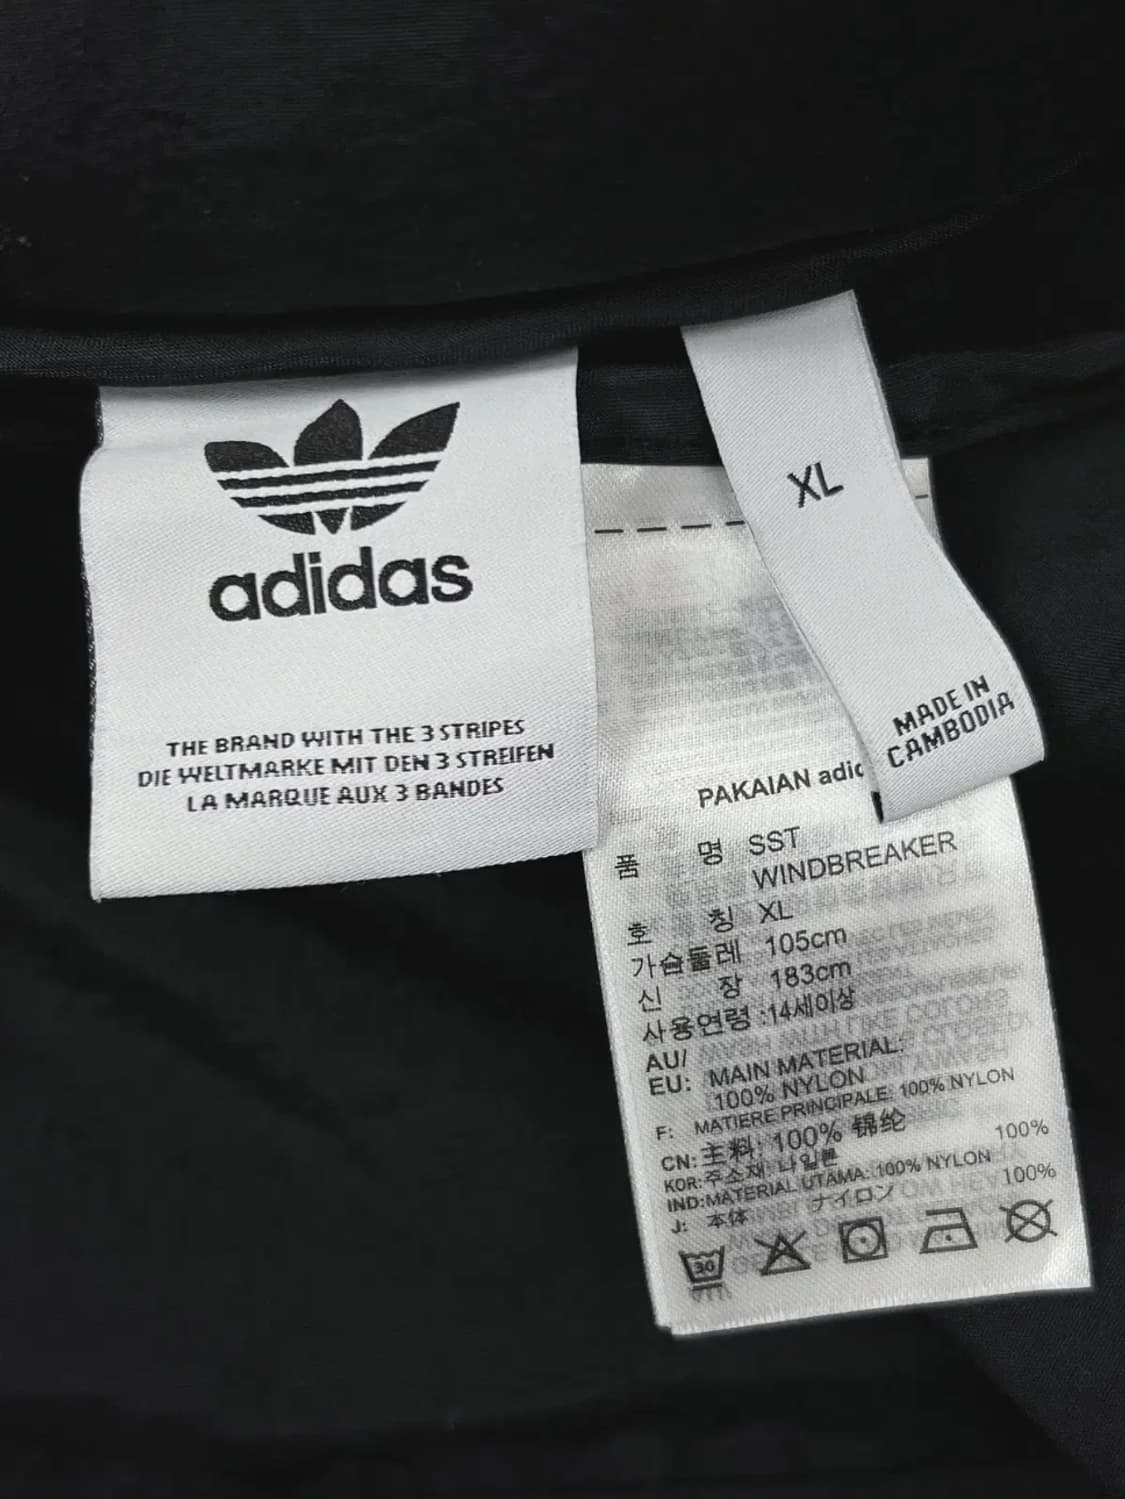 adidas
THE BRAND WITH THE 3 STRIPES
DIE WELTMARKE MIT DEN 3 STREIFEN
LA MARQUE AUX 3 BANDES
XL
MADE IN
CAMBODIA
PAKAIAN adic
품 명 SST
WINDBREAKER
호 칭 XL
가슴둘레 105cm
신 장 183cm
사용연령 :14세이상
AU/
EU: MAIN MATERIAL:
100% NYLON
F: MATIERE PRINCIPALE: 100% NYLON
CN: 主料: 100% 锦纶
KOR: 주소재: 나일론 100%
IND: MATERIAL UTAMA: 100% NYLON
J: 本体 ナイロン 100%
30